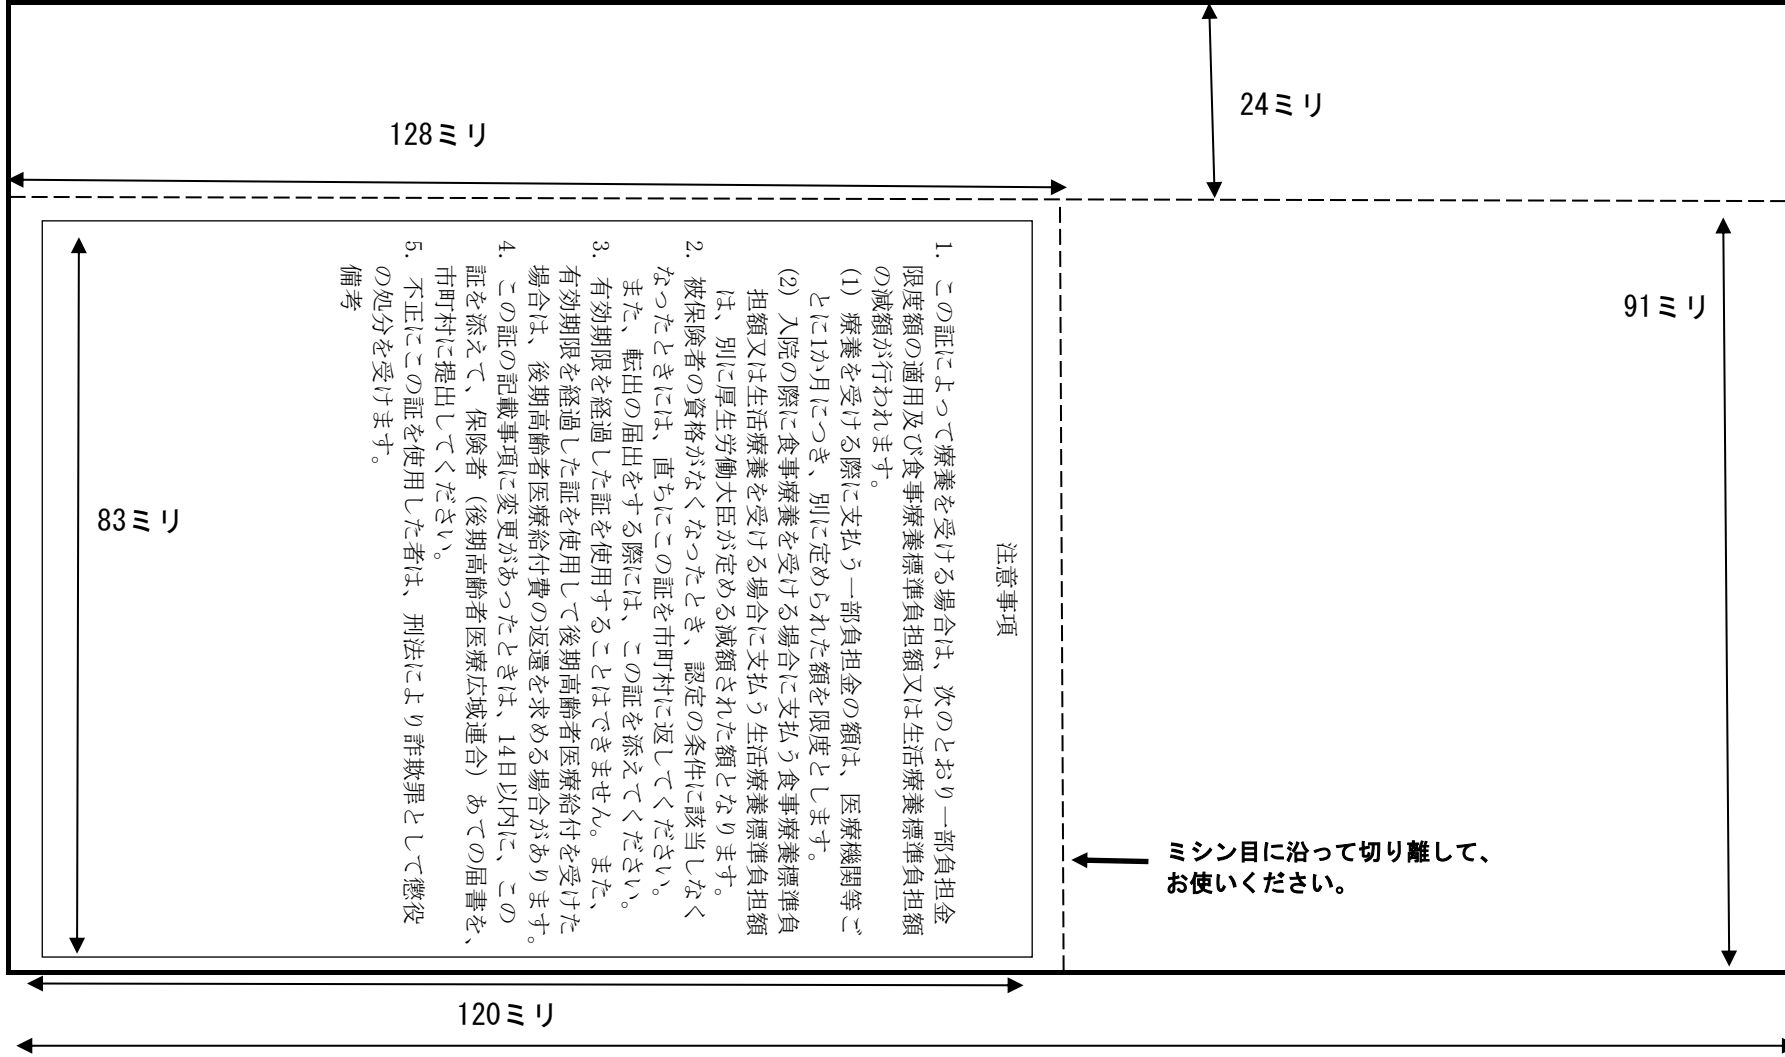 24ミリ
128ミリ
91ミリ
83ミリ
注意事項
1. この証によって療養を受ける場合は、次のとおり一部負担金
限度額の適用及び食事療養標準負担額又は生活療養標準負担額
の減額が行われます。
(1) 療養を受ける際に支払う一部負担金の額は、医療機関等ご
とに1か月につき、別に定められた額を限度とします。
(2) 入院の際に食事療養を受ける場合に支払う食事療養標準負
担額又は生活療養を受ける場合に支払う生活療養標準負担額
は、別に厚生労働大臣が定める減額された額となります。
2. 被保険者の資格がなくなったとき、認定の条件に該当しなく
なったときには、直ちにこの証を市町村に返してください。
また、転出の届出をする際には、この証を添えてください。
3. 有効期限を経過した証を使用することはできません。また、
有効期限を経過した証を使用して後期高齢者医療給付を受けた
場合は、後期高齢者医療給付費の返還を求める場合があります。
4. この証の記載事項に変更があったときは、14日以内に、この
証を添えて、保険者（後期高齢者医療広域連合）あての届書を、
市町村に提出してください。
5. 不正にこの証を使用した者は、刑法により詐欺罪として懲役
の処分を受けます。
備考
ミシン目に沿って切り離して、
お使いください。
120ミリ